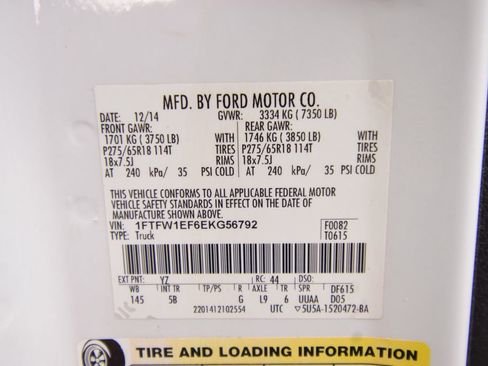 MFD. BY FORD MOTOR CO.
DATE: 12/14 GVWR: 3334 KG ( 7350 LB)
FRONT GAWR: REAR GAWR:
1701 KG ( 3750 LB) WITH 1746 KG ( 3850 LB) WITH
P275/65R18 114T TIRES P275/65R18 114T TIRES
18x7.5J RIMS 18x7.5J RIMS
AT 240 kPa/ 35 PSI COLD AT 240 kPa/ 35 PSI COLD
THIS VEHICLE CONFORMS TO ALL APPLICABLE FEDERAL MOTOR
VEHICLE SAFETY STANDARDS IN EFFECT ON THE DATE OF
MANUFACTURE SHOWN ABOVE.
VIN: 1FTFW1EF6EKG56792 F0082
TYPE: Truck T0615
EXT PNT: YZ RC: 44 DSO:
WB INT TR TP/PS R AXLE TR SPR DF615
145 5B G L9 6 UUAA D05
2201412102554 UTC ▽5U5A-1520472-BA
TIRE AND LOADING INFORMATION